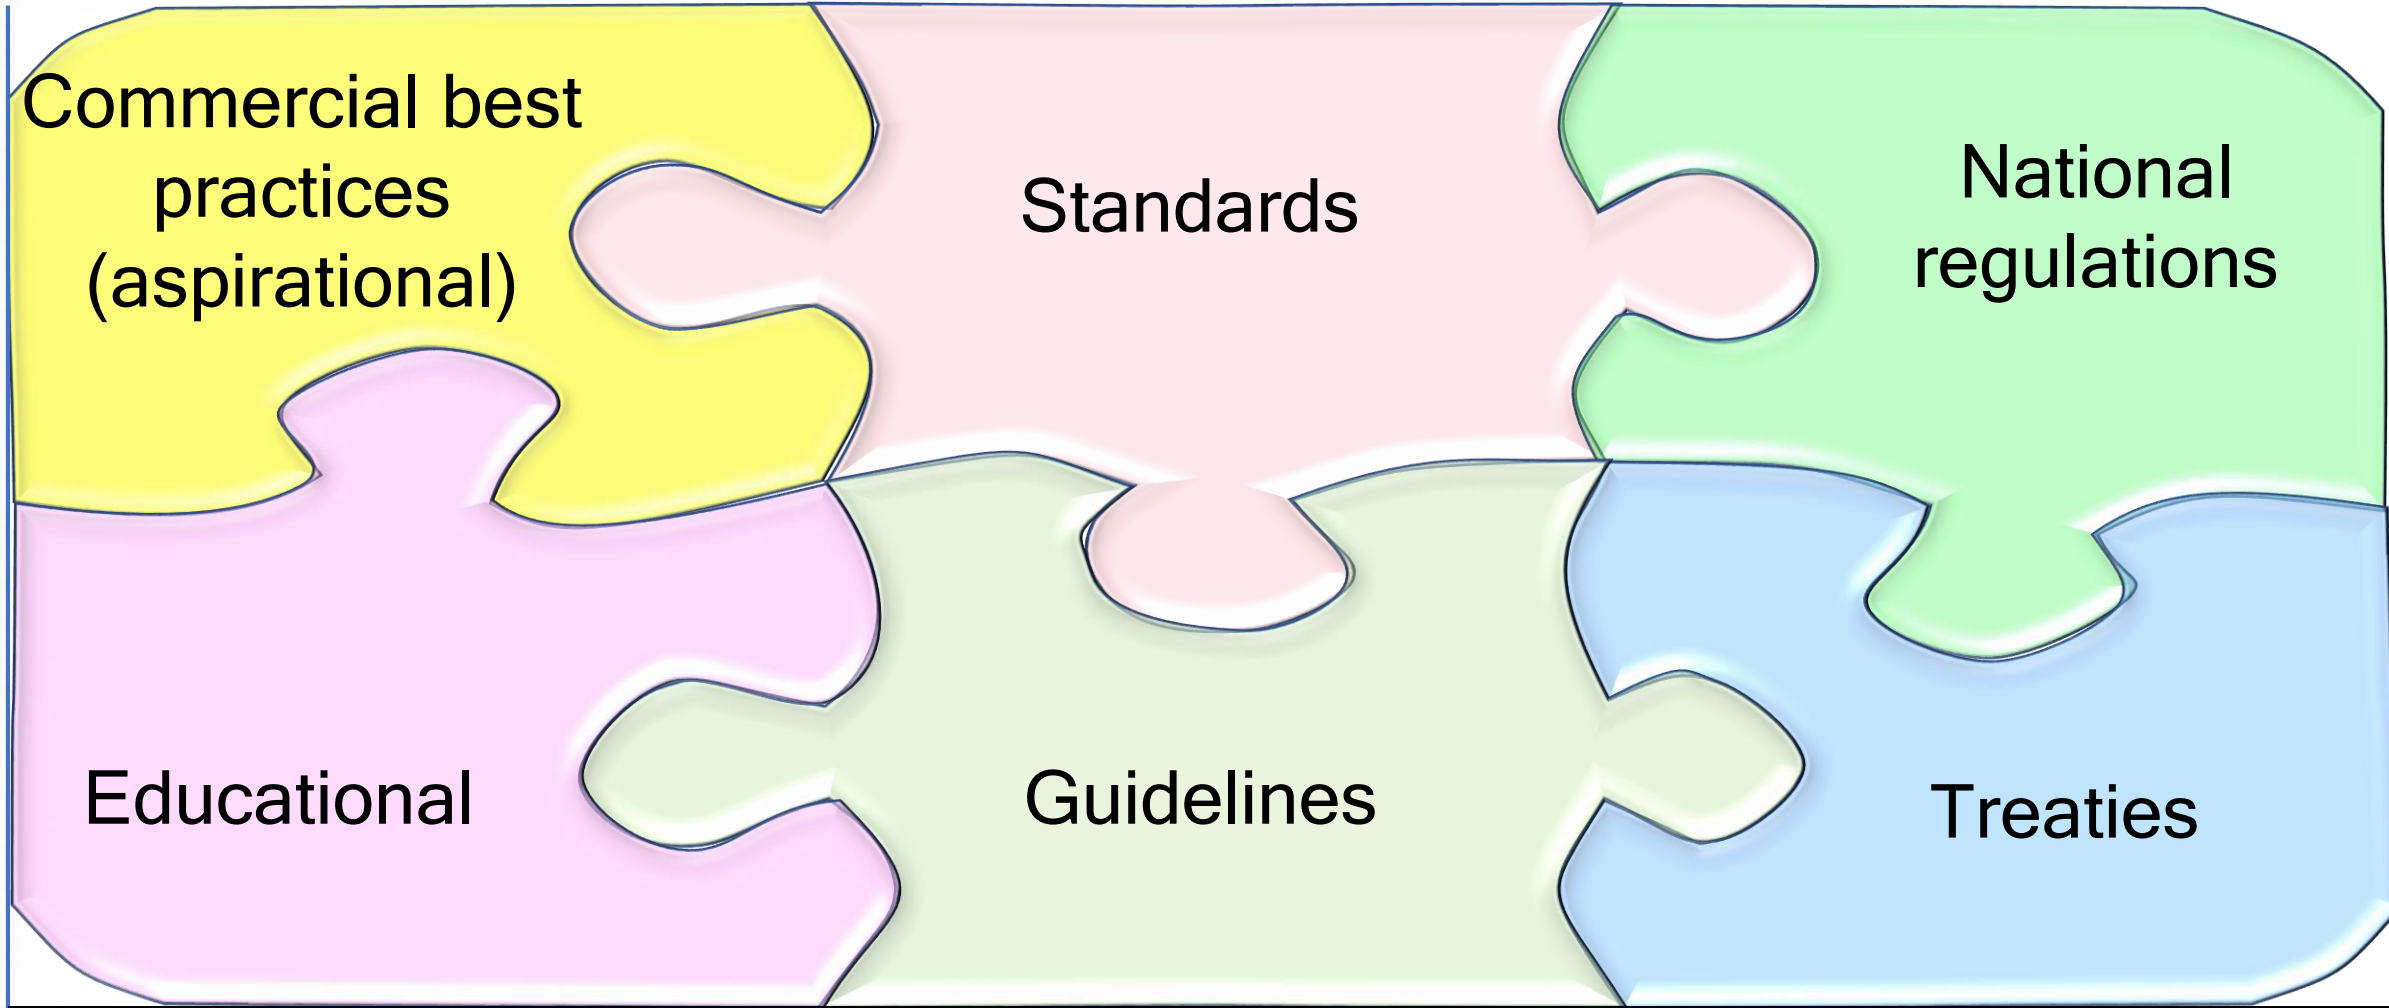 Commercial best
practices
(aspirational)
Standards
National
regulations
Educational
Guidelines
Treaties